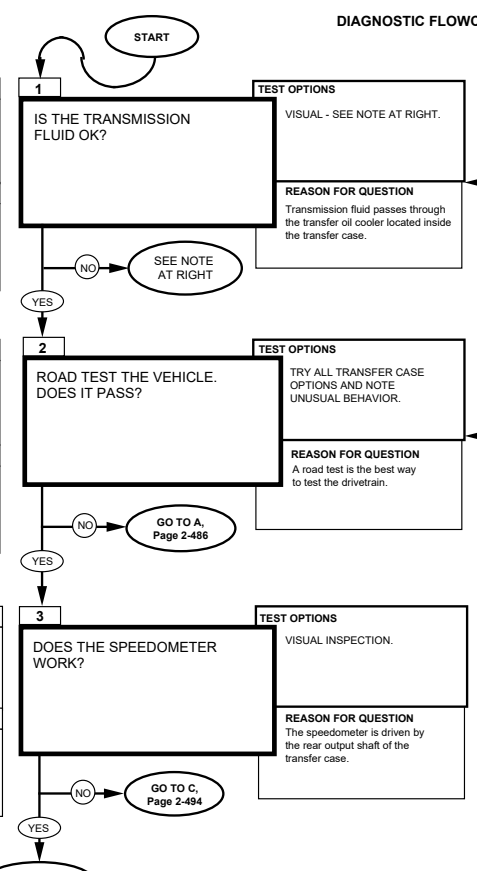 DIAGNOSTIC FLOWC
START
1
IS THE TRANSMISSION
FLUID OK?
TEST OPTIONS
VISUAL - SEE NOTE AT RIGHT.
REASON FOR QUESTION
Transmission fluid passes through
the transfer oil cooler located inside
the transfer case.
NO
SEE NOTE
AT RIGHT
YES
2
ROAD TEST THE VEHICLE.
DOES IT PASS?
TEST OPTIONS
TRY ALL TRANSFER CASE
OPTIONS AND NOTE
UNUSUAL BEHAVIOR.
REASON FOR QUESTION
A road test is the best way
to test the drivetrain.
NO
GO TO A,
Page 2-486
YES
3
DOES THE SPEEDOMETER
WORK?
TEST OPTIONS
VISUAL INSPECTION.
REASON FOR QUESTION
The speedometer is driven by
the rear output shaft of the
transfer case.
NO
GO TO C,
Page 2-494
YES